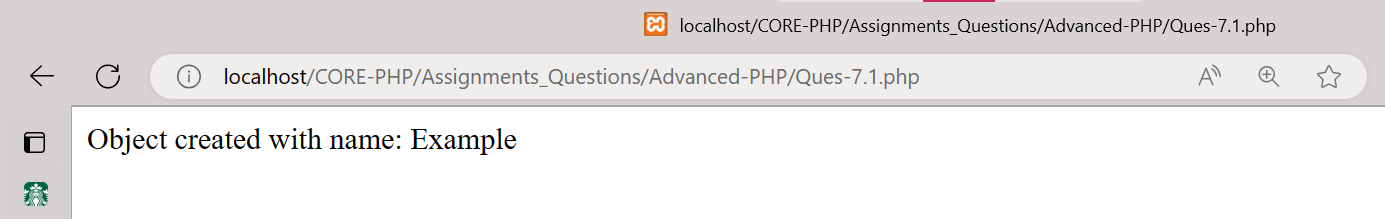 localhost/CORE-PHP/Assignments_Questions/Advanced-PHP/Ques-7.1.php
localhost/CORE-PHP/Assignments_Questions/Advanced-PHP/Ques-7.1.php
Object created with name: Example